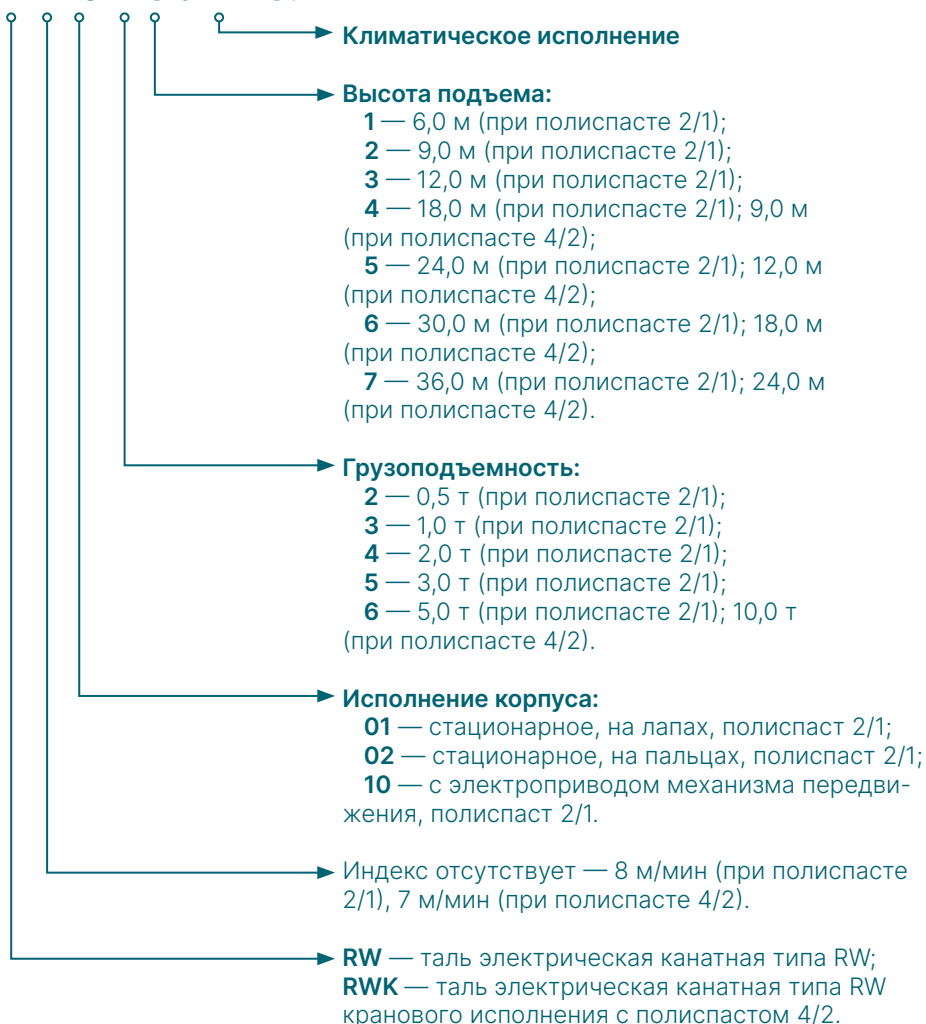 Климатическое исполнение
Высота подъема:
1 — 6,0 м (при полиспасте 2/1);
2 — 9,0 м (при полиспасте 2/1);
3 — 12,0 м (при полиспасте 2/1);
4 — 18,0 м (при полиспасте 2/1); 9,0 м
(при полиспасте 4/2);
5 — 24,0 м (при полиспасте 2/1); 12,0 м
(при полиспасте 4/2);
6 — 30,0 м (при полиспасте 2/1); 18,0 м
(при полиспасте 4/2);
7 — 36,0 м (при полиспасте 2/1); 24,0 м
(при полиспасте 4/2).
Грузоподъемность:
2 — 0,5 т (при полиспасте 2/1);
3 — 1,0 т (при полиспасте 2/1);
4 — 2,0 т (при полиспасте 2/1);
5 — 3,0 т (при полиспасте 2/1);
6 — 5,0 т (при полиспасте 2/1); 10,0 т
(при полиспасте 4/2).
Исполнение корпуса:
01 — стационарное, на лапах, полиспаст 2/1;
02 — стационарное, на пальцах, полиспаст 2/1;
10 — с электроприводом механизма передви-
жения, полиспаст 2/1.
Индекс отсутствует — 8 м/мин (при полиспасте
2/1), 7 м/мин (при полиспасте 4/2).
RW — таль электрическая канатная типа RW;
RWK — таль электрическая канатная типа RW
кранового исполнения с полиспастом 4/2.